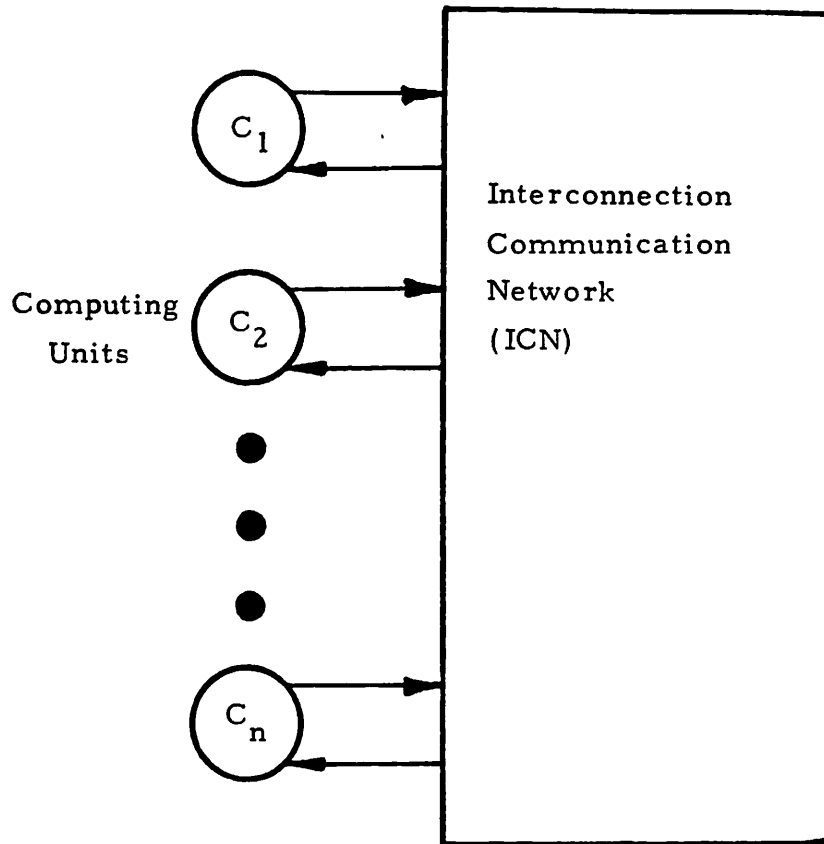 C1
Interconnection
Communication
Network
(ICN)
Computing
Units
C2
Cn